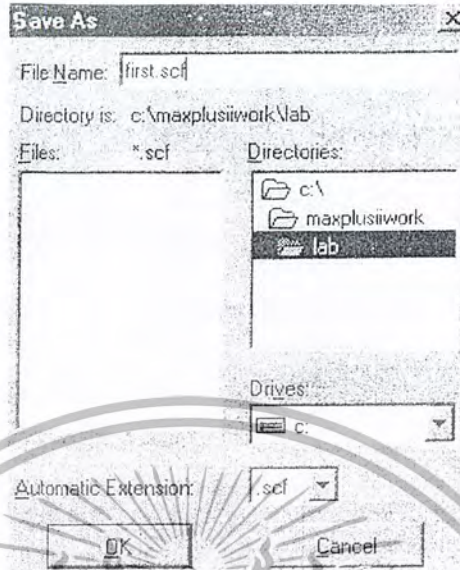 Save As
File Name: first.scf
Directory is: c:\maxplusiiwork\lab
Files: *.scf
Directories:
c:\
maxplusiiwork
lab
Drives:
c:
Automatic Extension: .scf
OK
Cancel